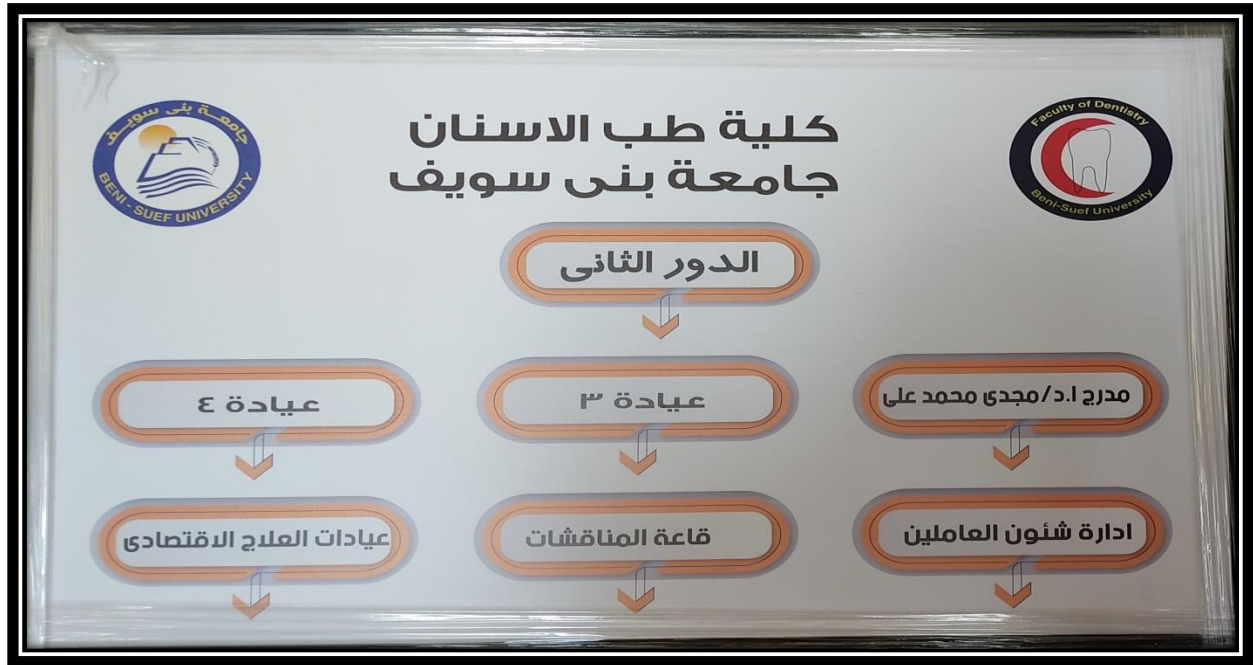 Faculty of Dentistry
Beni-Suef University
جامعة بنى سويف
BENI - SUEF UNIVERSITY
كلية طب الاسنان
جامعة بنى سويف
الدور الثانى
مدرج ا.د/مجدى محمد على
عيادة ٣
عيادة ٤
ادارة شئون العاملين
قاعة المناقشات
عيادات العلاج الاقتصادى